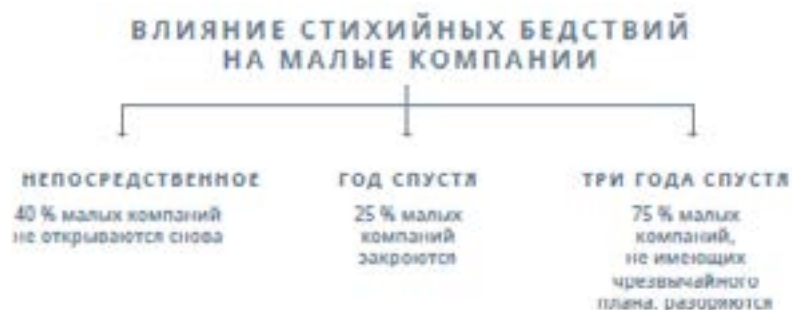 ВЛИЯНИЕ СТИХИЙНЫХ БЕДСТВИЙ
НА МАЛЫЕ КОМПАНИИ
НЕПОСРЕДСТВЕННОЕ
40 % малых компаний
не открываются снова
ГОД СПУСТЯ
25 % малых
компаний
закроются
ТРИ ГОДА СПУСТЯ
75 % малых
компаний,
не имеющих
чрезвычайного
плана, разоряются